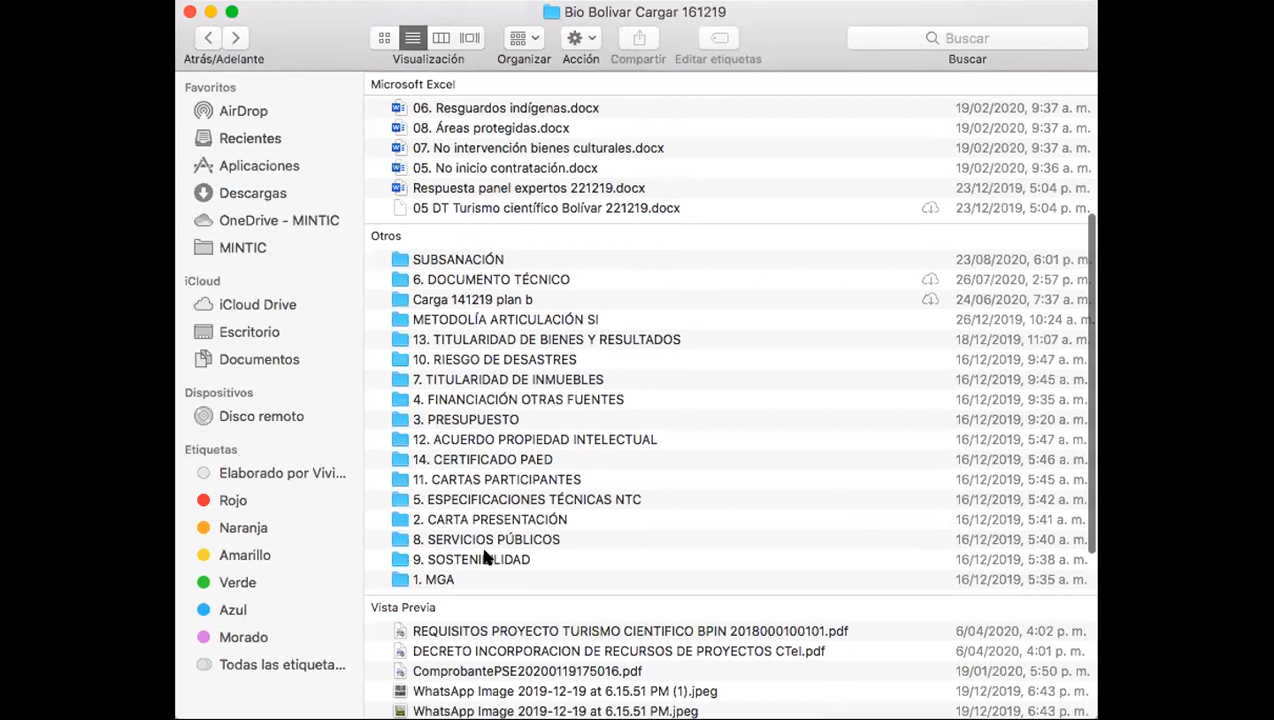 Bio Bolivar Cargar 161219
Atrás/Adelante Visualización Organizar Acción Compartir Editar etiquetas Buscar Buscar
Favoritos
AirDrop
Recientes
Aplicaciones
Descargas
OneDrive - MINTIC
MINTIC
iCloud
iCloud Drive
Escritorio
Documentos
Dispositivos
Disco remoto
Etiquetas
Elaborado por Vivi...
Rojo
Naranja
Amarillo
Verde
Azul
Morado
Todas las etiqueta...
Microsoft Excel
06. Resguardos indígenas.docx 19/02/2020, 9:37 a. m.
08. Áreas protegidas.docx 19/02/2020, 9:37 a. m.
07. No intervención bienes culturales.docx 19/02/2020, 9:37 a. m.
05. No inicio contratación.docx 19/02/2020, 9:36 a. m.
Respuesta panel expertos 221219.docx 23/12/2019, 5:04 p. m.
05 DT Turismo científico Bolívar 221219.docx 23/12/2019, 5:04 p. m.
Otros
SUBSANACIÓN 23/08/2020, 6:01 p. m.
6. DOCUMENTO TÉCNICO 26/07/2020, 2:57 p. m.
Carga 141219 plan b 24/06/2020, 7:37 a. m.
METODOLÍA ARTICULACIÓN SI 26/12/2019, 10:24 a. m.
13. TITULARIDAD DE BIENES Y RESULTADOS 18/12/2019, 11:07 a. m.
10. RIESGO DE DESASTRES 16/12/2019, 9:47 a. m.
7. TITULARIDAD DE INMUEBLES 16/12/2019, 9:45 a. m.
4. FINANCIACIÓN OTRAS FUENTES 16/12/2019, 9:35 a. m.
3. PRESUPUESTO 16/12/2019, 9:20 a. m.
12. ACUERDO PROPIEDAD INTELECTUAL 16/12/2019, 5:47 a. m.
14. CERTIFICADO PAED 16/12/2019, 5:46 a. m.
11. CARTAS PARTICIPANTES 16/12/2019, 5:45 a. m.
5. ESPECIFICACIONES TÉCNICAS NTC 16/12/2019, 5:42 a. m.
2. CARTA PRESENTACIÓN 16/12/2019, 5:41 a. m.
8. SERVICIOS PÚBLICOS 16/12/2019, 5:40 a. m.
9. SOSTENIBILIDAD 16/12/2019, 5:38 a. m.
1. MGA 16/12/2019, 5:35 a. m.
Vista Previa
REQUISITOS PROYECTO TURISMO CIENTIFICO BPIN 2018000100101.pdf 6/04/2020, 4:02 p. m.
DECRETO INCORPORACION DE RECURSOS DE PROYECTOS CTel.pdf 6/04/2020, 4:01 p. m.
ComprobantePSE20200119175016.pdf 19/01/2020, 5:50 p. m.
WhatsApp Image 2019-12-19 at 6.15.51 PM (1).jpeg 19/12/2019, 6:43 p. m.
WhatsApp Image 2019-12-19 at 6.15.51 PM.jpeg 19/12/2019, 6:43 p. m.